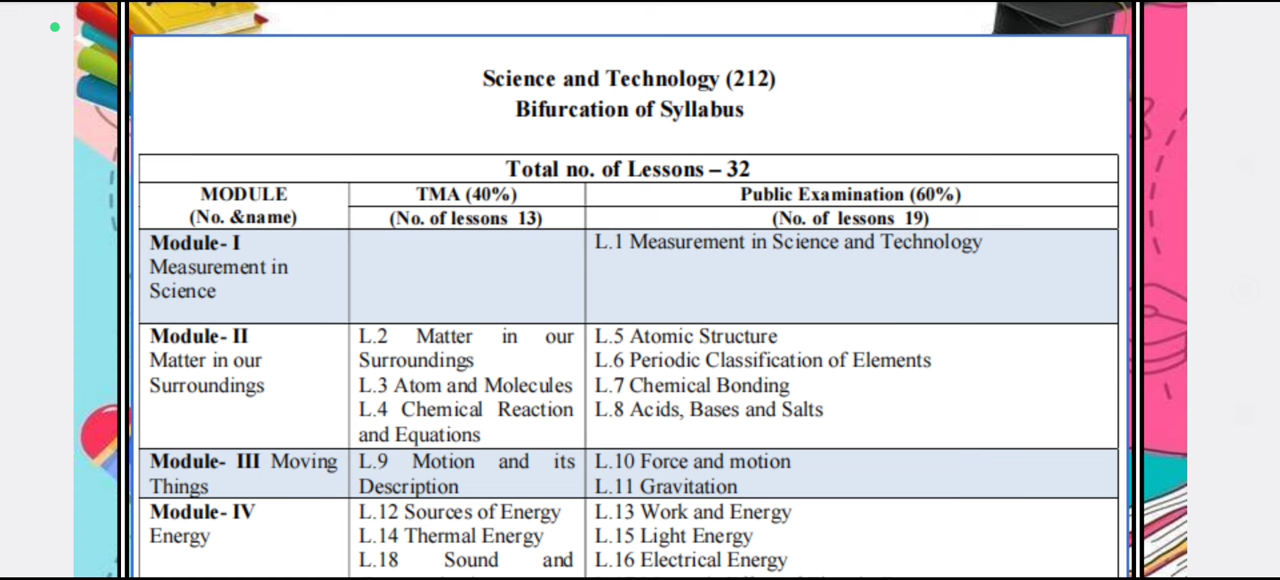 Science and Technology (212)
Bifurcation of Syllabus
Total no. of Lessons – 32
MODULE
(No. &name)
TMA (40%)
(No. of lessons 13)
Public Examination (60%)
(No. of lessons 19)
Module- I
Measurement in
Science
L.1 Measurement in Science and Technology
Module- II
Matter in our
Surroundings
L.2 Matter in our
Surroundings
L.3 Atom and Molecules
L.4 Chemical Reaction
and Equations
L.5 Atomic Structure
L.6 Periodic Classification of Elements
L.7 Chemical Bonding
L.8 Acids, Bases and Salts
Module- III Moving
Things
L.9 Motion and its
Description
L.10 Force and motion
L.11 Gravitation
Module- IV
Energy
L.12 Sources of Energy
L.14 Thermal Energy
L.18 Sound and
L.13 Work and Energy
L.15 Light Energy
L.16 Electrical Energy